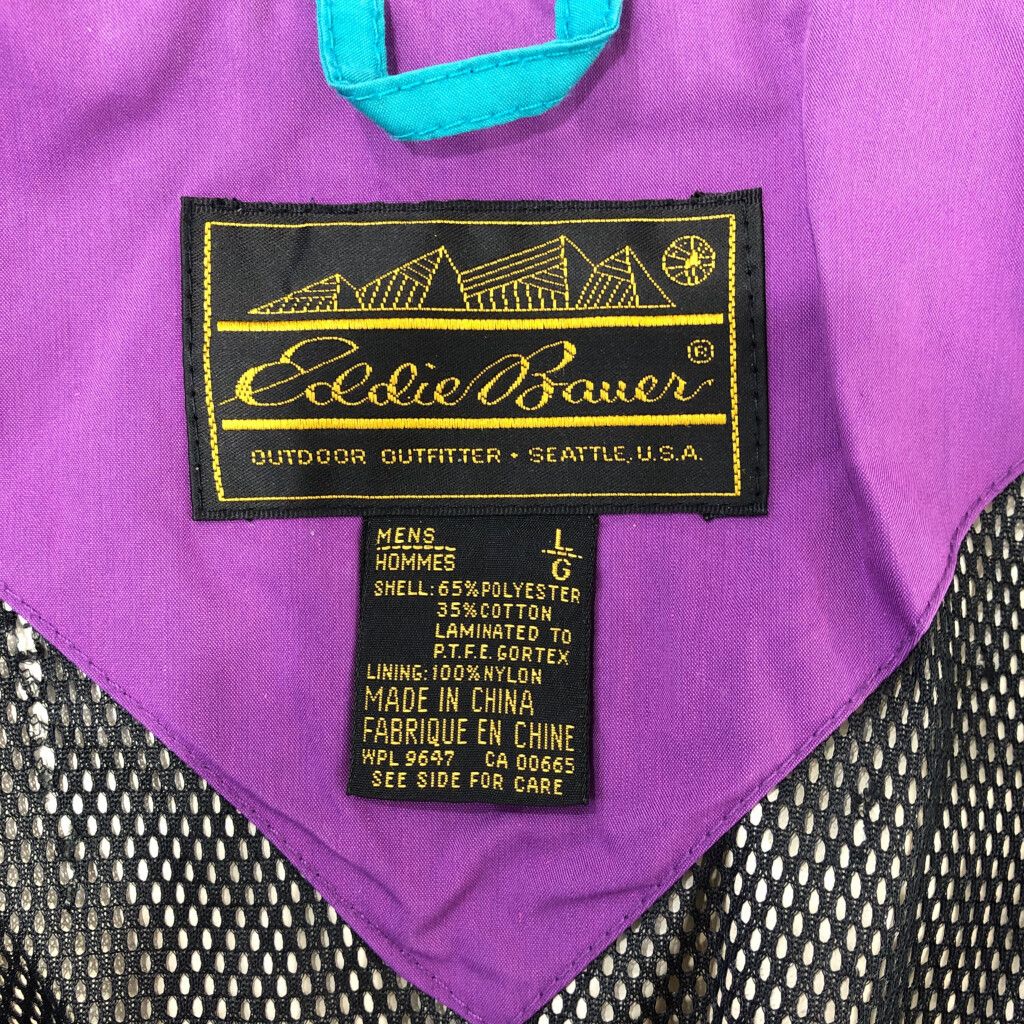 Eddie Bauer ®
OUTDOOR OUTFITTER • SEATTLE, U.S.A.
MENS L
HOMMES G
SHELL: 65% POLYESTER
35% COTTON
LAMINATED TO
P.T.F.E. GORTEX
LINING: 100% NYLON
MADE IN CHINA
FABRIQUE EN CHINE
WPL 9647 CA 00665
SEE SIDE FOR CARE